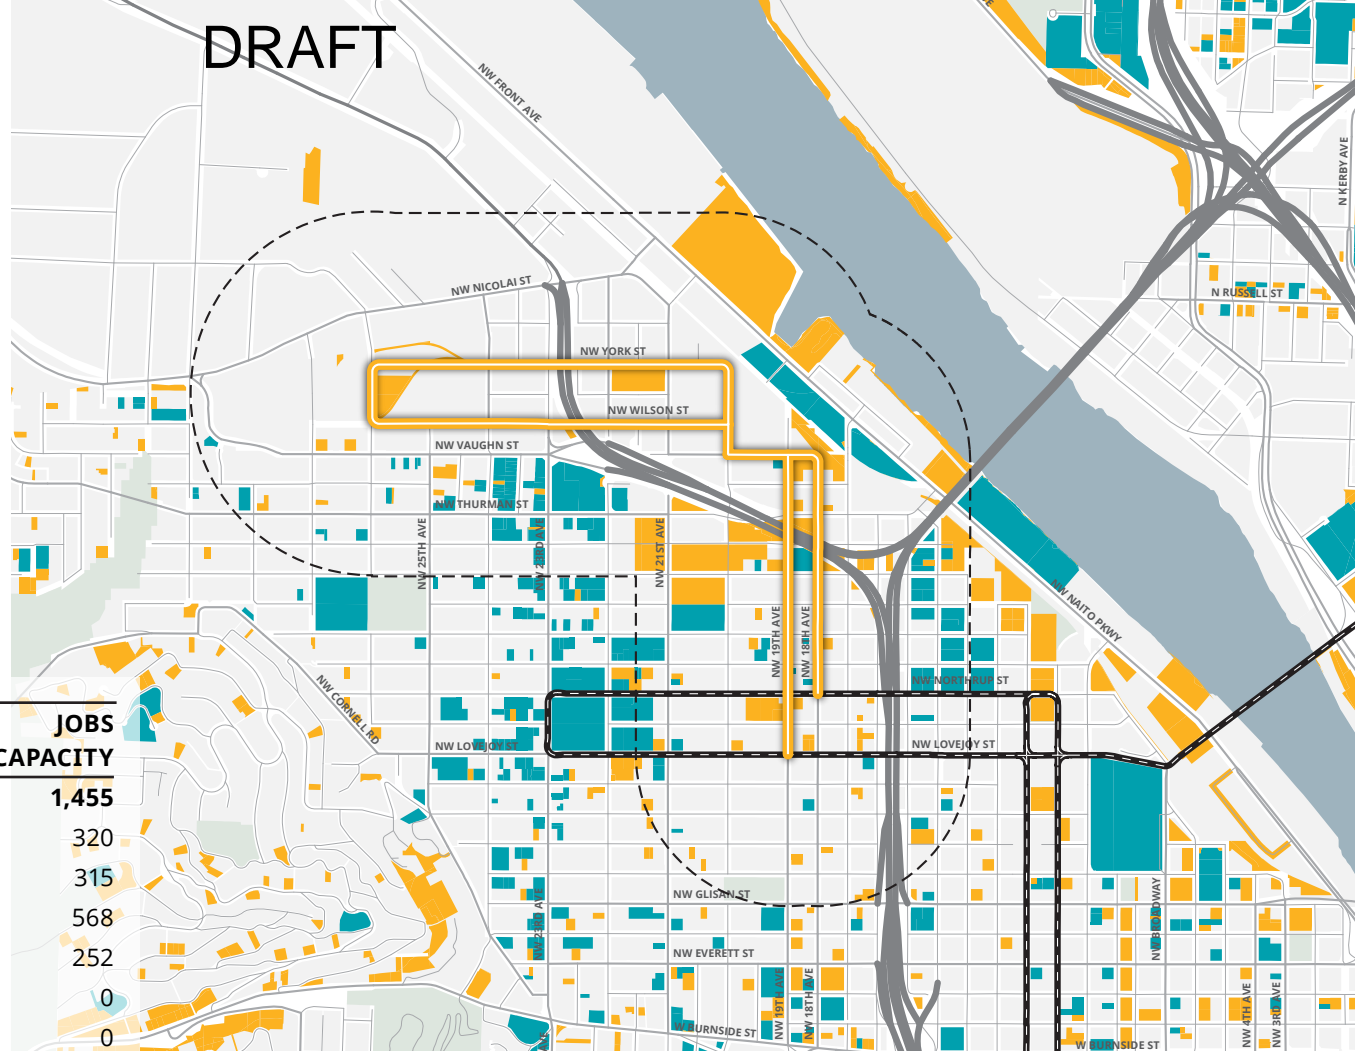 DRAFT
NW FRONT AVE
N KERBY AVE
NW NICOLAI ST
N RUSSELL ST
NW YORK ST
NW WILSON ST
NW VAUGHN ST
NW THURMAN ST
NW 25TH AVE
NW 23RD AVE
NW 21ST AVE
NW NAITO PKWY
NW 19TH AVE
NW 18TH AVE
NW CORNELL RD
NW NORTHRUP ST
JOBS
CAPACITY
NW LOVEJOY ST
NW LOVEJOY ST
1,455
320
315
568
252
0
0
NW GLISAN ST
NW BROADWAY
NW 23RD AVE
NW EVERETT ST
NW 19TH AVE
NW 18TH AVE
NW 4TH AVE
NW 3RD AVE
W BURNSIDE ST
W BURNSIDE ST
AVE